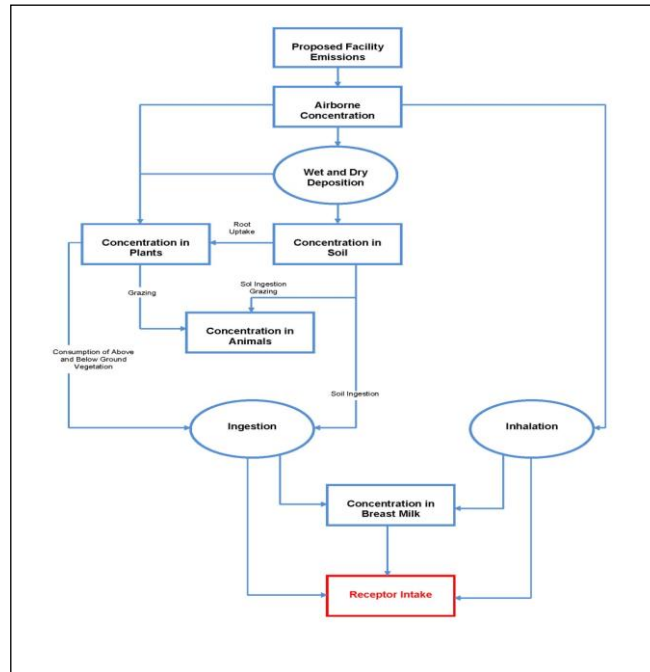 Proposed Facility
Emissions
Airborne
Concentration
Wet and Dry
Deposition
Root
Uptake
Concentration in
Plants
Concentration in
Soil
Grazing
Sol Ingestion
Grazing
Concentration in
Animals
Consumption of Above
and Below Ground
Vegetation
Soil Ingestion
Ingestion
Inhalation
Concentration in
Breast Milk
Receptor Intake